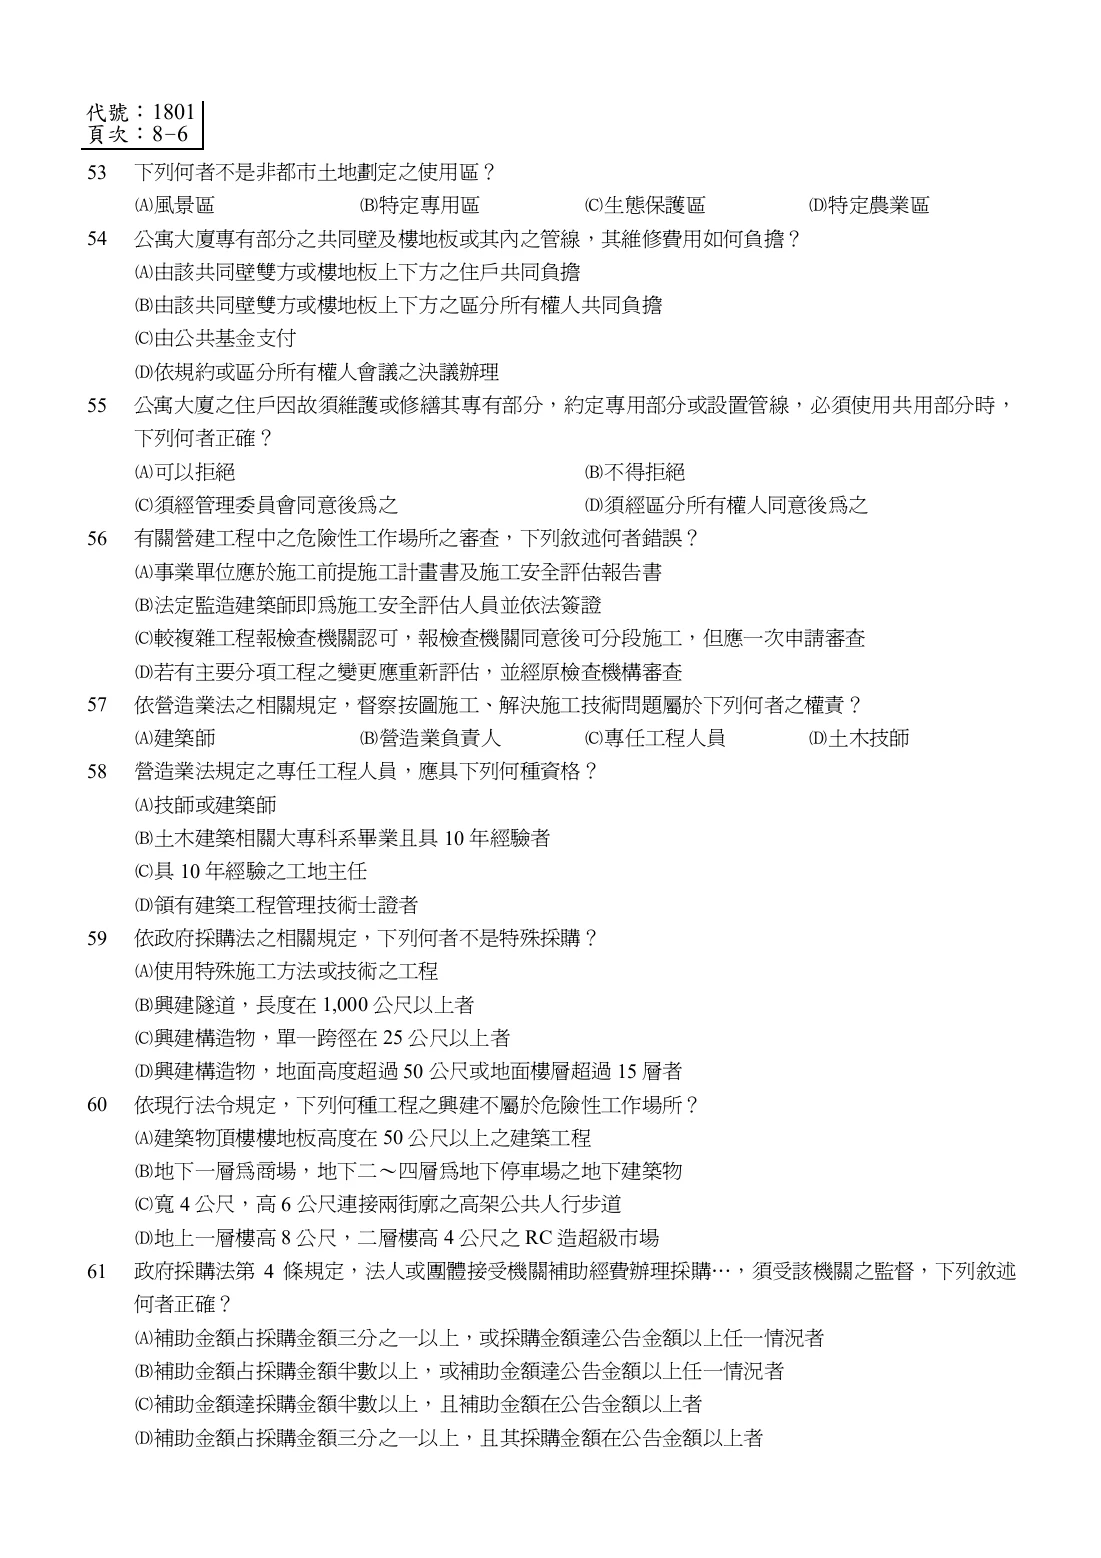 代號：1801
頁次：8-6
53 下列何者不是非都市土地劃定之使用區？
(A)風景區 (B)特定專用區 (C)生態保護區 (D)特定農業區
54 公寓大廈專有部分之共同壁及樓地板或其內之管線，其維修費用如何負擔？
(A)由該共同壁雙方或樓地板上下方之住戶共同負擔
(B)由該共同壁雙方或樓地板上下方之區分所有權人共同負擔
(C)由公共基金支付
(D)依規約或區分所有權人會議之決議辦理
55 公寓大廈之住戶因故須維護或修繕其專有部分，約定專用部分或設置管線，必須使用共用部分時，
下列何者正確？
(A)可以拒絕 (B)不得拒絕
(C)須經管理委員會同意後為之 (D)須經區分所有權人同意後為之
56 有關營建工程中之危險性工作場所之審查，下列敘述何者錯誤？
(A)事業單位應於施工前提施工計畫書及施工安全評估報告書
(B)法定監造建築師即為施工安全評估人員並依法簽證
(C)較複雜工程報檢查機關認可，報檢查機關同意後可分段施工，但應一次申請審查
(D)若有主要分項工程之變更應重新評估，並經原檢查機構審查
57 依營造業法之相關規定，督察按圖施工、解決施工技術問題屬於下列何者之權責？
(A)建築師 (B)營造業負責人 (C)專任工程人員 (D)土木技師
58 營造業法規定之專任工程人員，應具下列何種資格？
(A)技師或建築師
(B)土木建築相關大專科系畢業且具 10 年經驗者
(C)具 10 年經驗之工地主任
(D)領有建築工程管理技術士證者
59 依政府採購法之相關規定，下列何者不是特殊採購？
(A)使用特殊施工方法或技術之工程
(B)興建隧道，長度在 1,000 公尺以上者
(C)興建構造物，單一跨徑在 25 公尺以上者
(D)興建構造物，地面高度超過 50 公尺或地面樓層超過 15 層者
60 依現行法令規定，下列何種工程之興建不屬於危險性工作場所？
(A)建築物頂樓樓地板高度在 50 公尺以上之建築工程
(B)地下一層為商場，地下二～四層為地下停車場之地下建築物
(C)寬 4 公尺，高 6 公尺連接兩街廓之高架公共人行步道
(D)地上一層樓高 8 公尺，二層樓高 4 公尺之 RC 造超級市場
61 政府採購法第 4 條規定，法人或團體接受機關補助經費辦理採購…，須受該機關之監督，下列敘述
何者正確？
(A)補助金額占採購金額三分之一以上，或採購金額達公告金額以上任一情況者
(B)補助金額占採購金額半數以上，或補助金額達公告金額以上任一情況者
(C)補助金額達採購金額半數以上，且補助金額在公告金額以上者
(D)補助金額占採購金額三分之一以上，且其採購金額在公告金額以上者